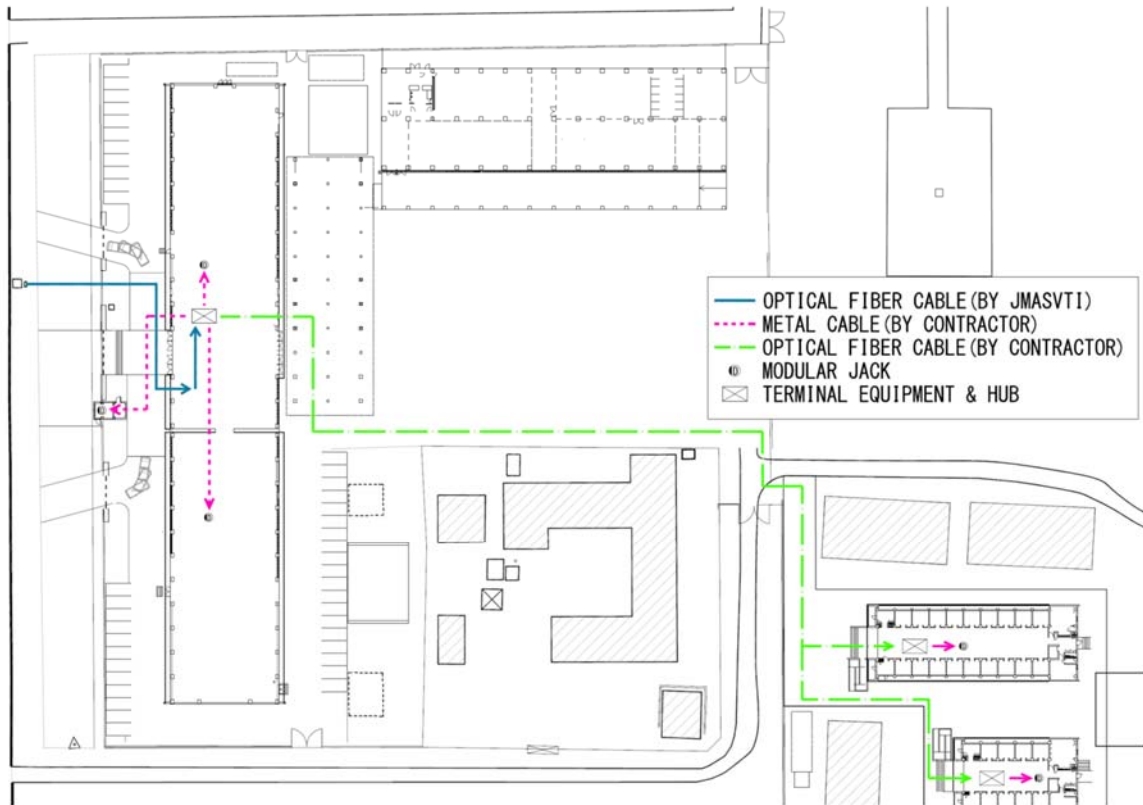 OPTICAL FIBER CABLE(BY JMASVTI)
METAL CABLE(BY CONTRACTOR)
OPTICAL FIBER CABLE(BY CONTRACTOR)
MODULAR JACK
TERMINAL EQUIPMENT & HUB